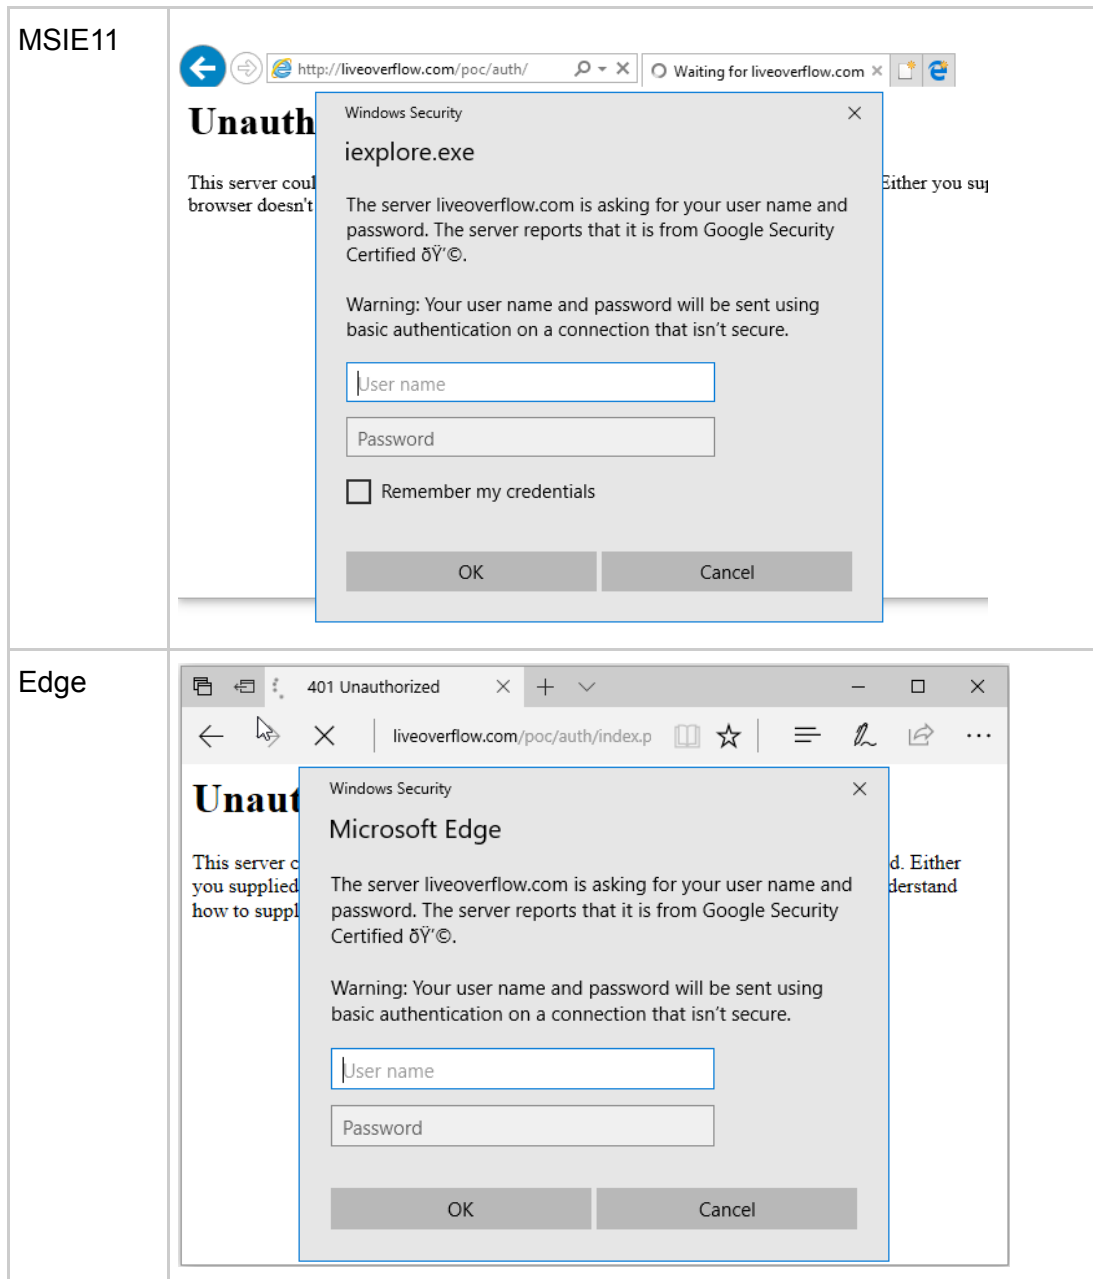 MSIE11
http://liveoverflow.com/poc/auth/
Waiting for liveoverflow.com
Unauth
This server coul
Either you sup
browser doesn't
Windows Security
iexplore.exe
The server liveoverflow.com is asking for your user name and
password. The server reports that it is from Google Security
Certified ðŸ'©.
Warning: Your user name and password will be sent using
basic authentication on a connection that isn't secure.
User name
Password
Remember my credentials
OK
Cancel
Edge
401 Unauthorized
liveoverflow.com/poc/auth/index.p
Unaut
This server c
d. Either
you supplied
derstand
how to suppl
Windows Security
Microsoft Edge
The server liveoverflow.com is asking for your user name and
password. The server reports that it is from Google Security
Certified ðŸ'©.
Warning: Your user name and password will be sent using
basic authentication on a connection that isn't secure.
User name
Password
OK
Cancel